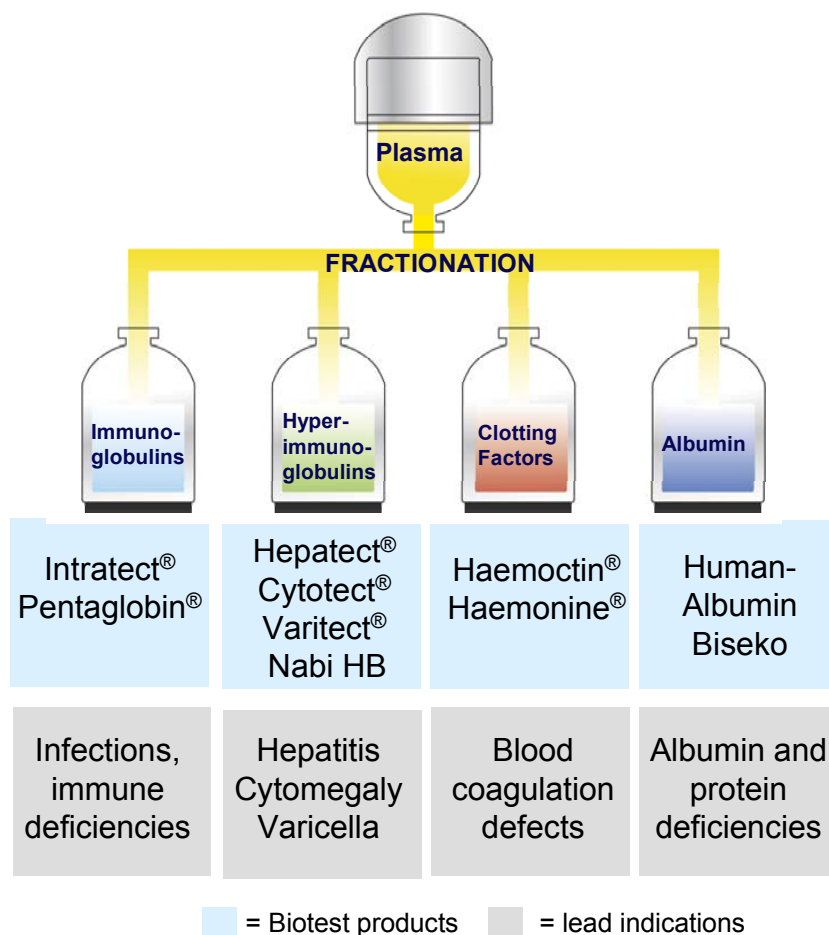 Plasma
FRACTIONATION
Immuno-
globulins
Hyper-
immuno-
globulins
Clotting
Factors
Albumin
Intratect®
Pentaglobin®
Hepatect®
Cytotect®
Varitect®
Nabi HB
Haemoctin®
Haemonine®
Human-
Albumin
Biseko
Infections,
immune
deficiencies
Hepatitis
Cytomegaly
Varicella
Blood
coagulation
defects
Albumin and
protein
deficiencies
= Biotest products
= lead indications